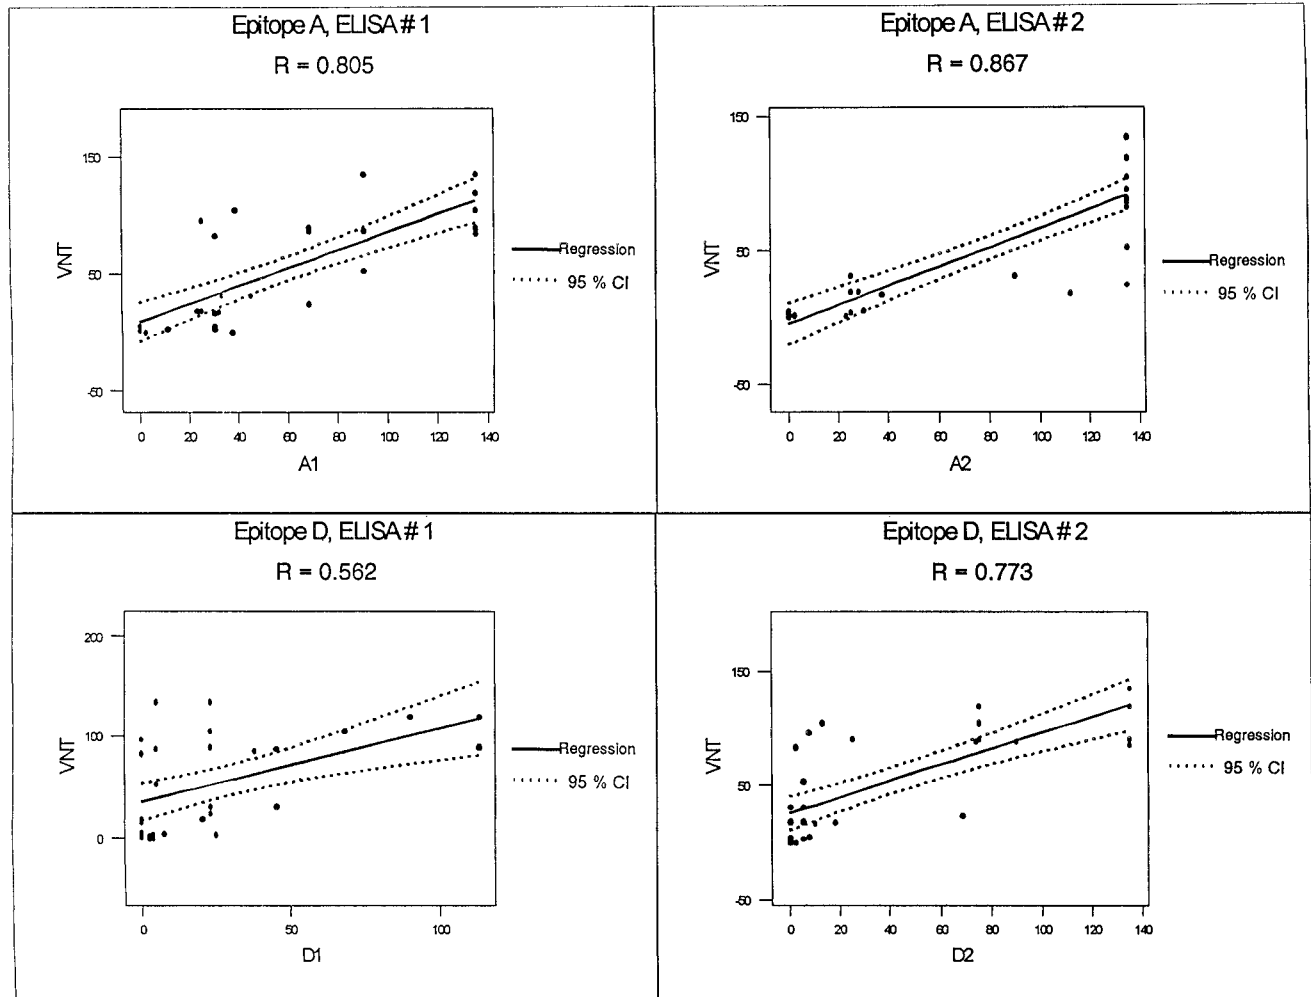 Epitope A, ELISA # 1
R = 0.805
150
50
-50
VNT
0 20 40 60 80 100 120 140
A1
Regression
95 % CI
Epitope A, ELISA # 2
R = 0.867
150
50
-50
VNT
0 20 40 60 80 100 120 140
A2
Regression
95 % CI
Epitope D, ELISA # 1
R = 0.562
200
100
0
VNT
0 50 100
D1
Regression
95 % CI
Epitope D, ELISA # 2
R = 0.773
150
50
-50
VNT
0 20 40 60 80 100 120 140
D2
Regression
95 % CI